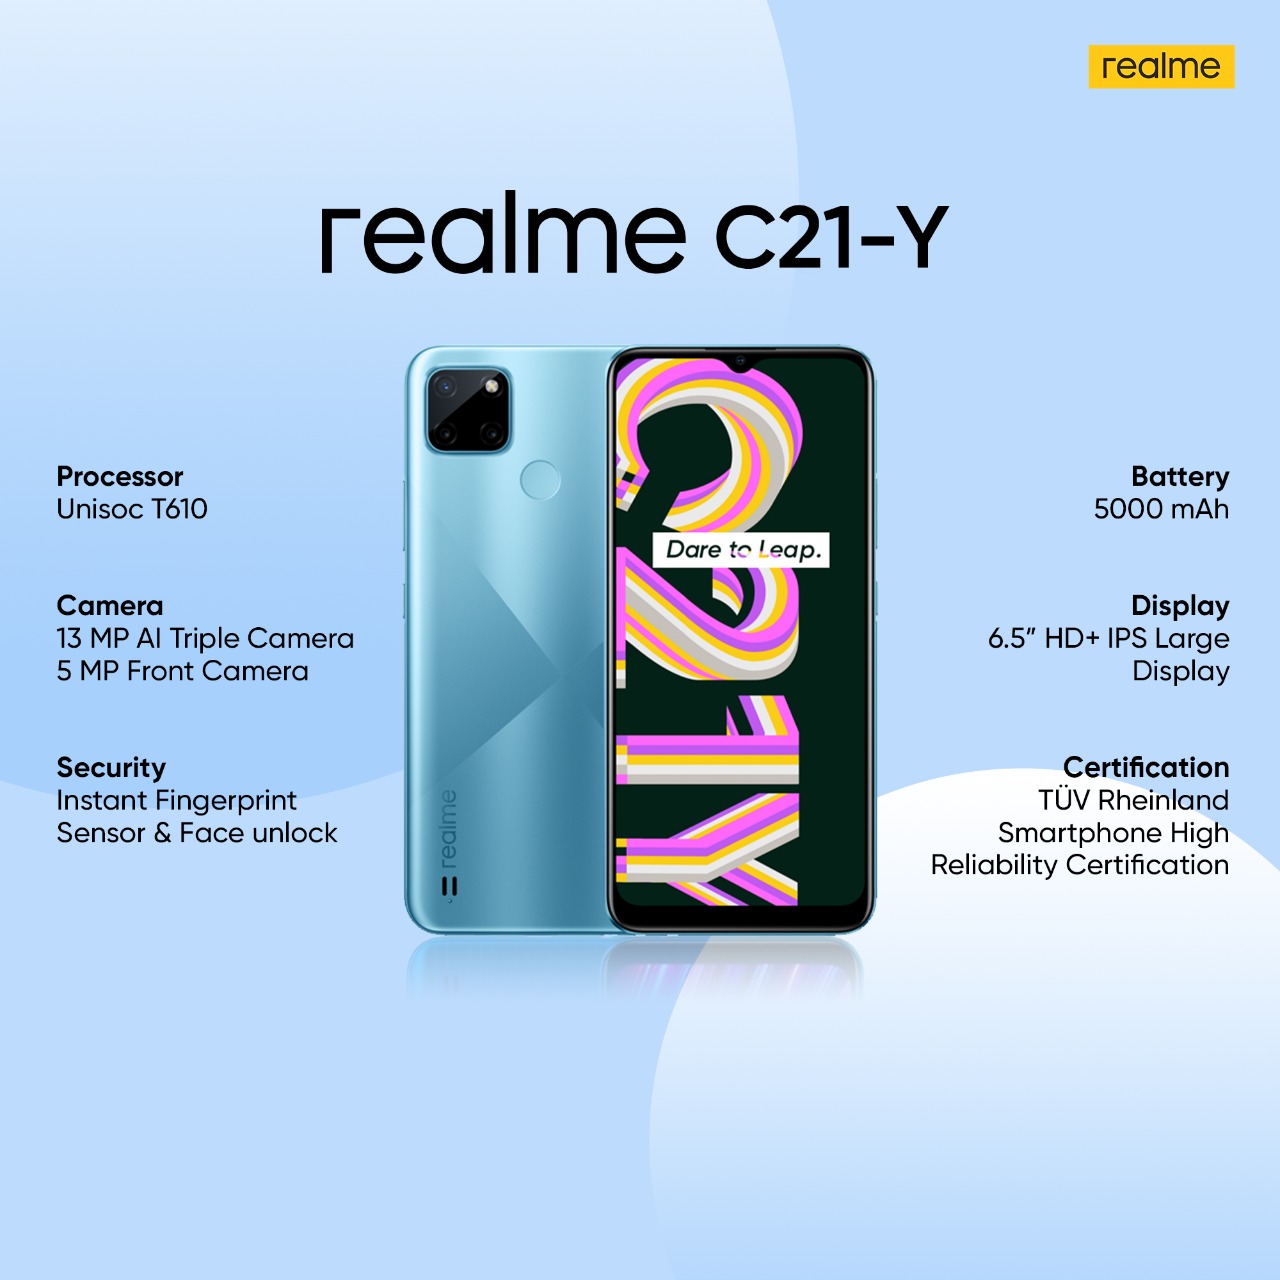 realme
realme C21-Y
Processor
Unisoc T610
Camera
13 MP AI Triple Camera
5 MP Front Camera
Security
Instant Fingerprint
Sensor & Face unlock
realme
C21Y
Dare to Leap.
Battery
5000 mAh
Display
6.5” HD+ IPS Large
Display
Certification
TÜV Rheinland
Smartphone High
Reliability Certification